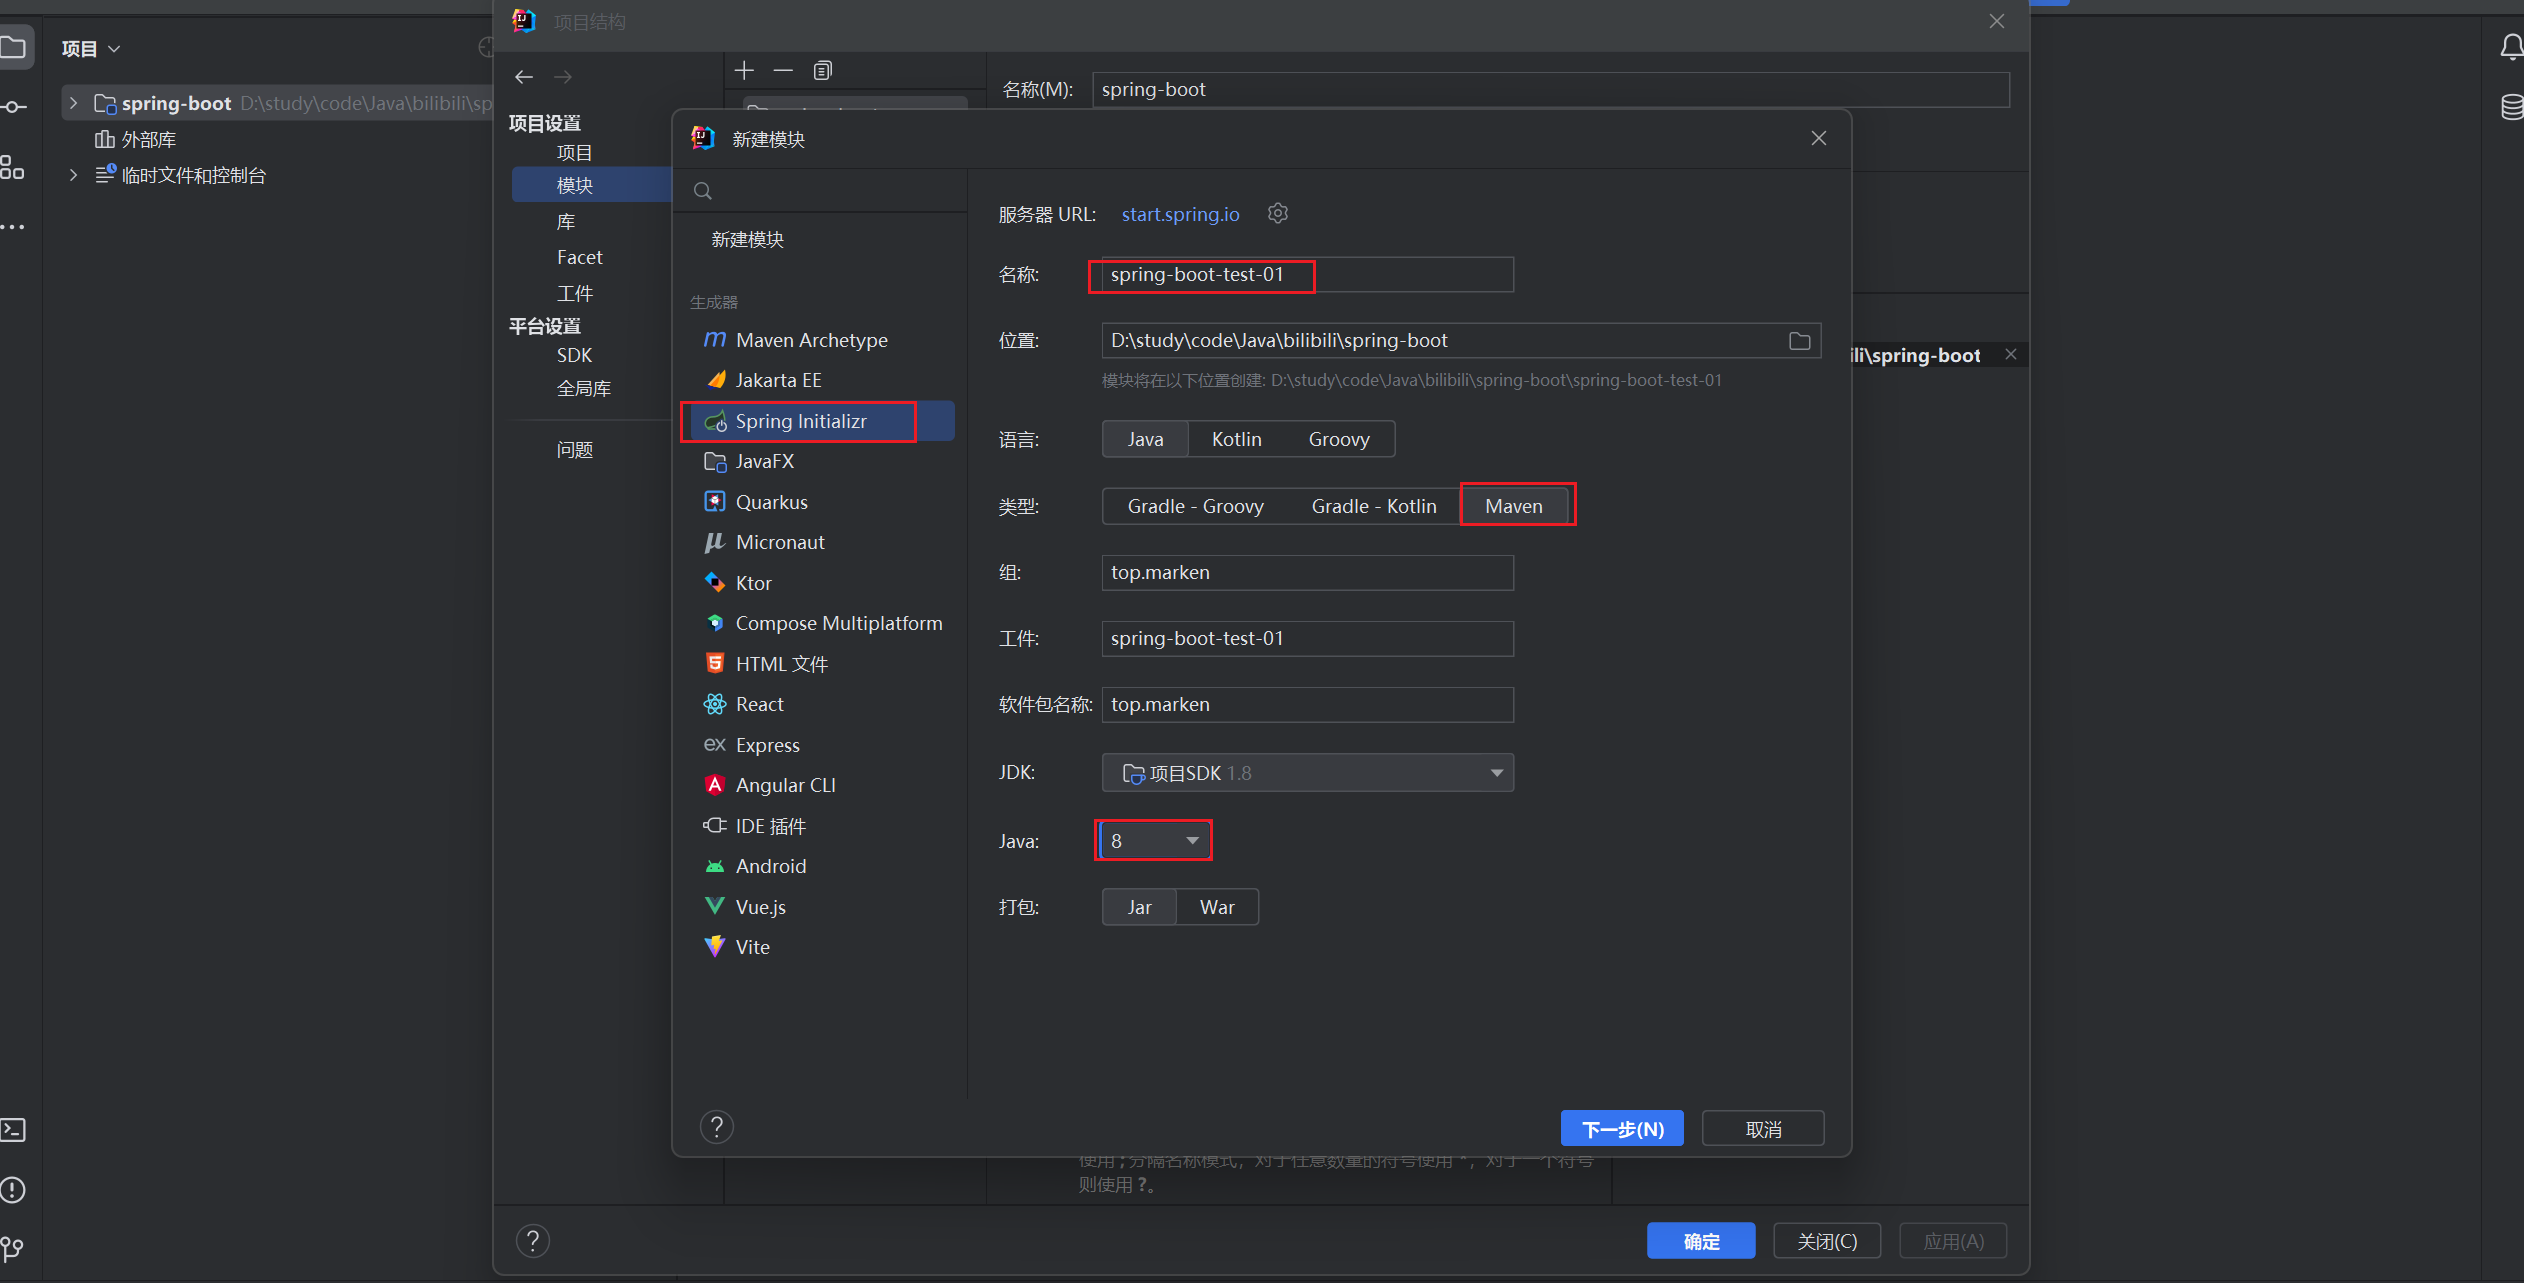 项目
spring-boot D:\study\code\Java\bilibili\sp
外部库
临时文件和控制台
项目结构
项目设置
项目
模块
库
Facet
工件
平台设置
SDK
全局库
问题
名称(M): spring-boot
ili\spring-boot
新建模块
新建模块
生成器
Maven Archetype
Jakarta EE
Spring Initializr
JavaFX
Quarkus
Micronaut
Ktor
Compose Multiplatform
HTML 文件
React
Express
Angular CLI
IDE 插件
Android
Vue.js
Vite
服务器 URL: start.spring.io
名称: spring-boot-test-01
位置: D:\study\code\Java\bilibili\spring-boot
模块将在以下位置创建: D:\study\code\Java\bilibili\spring-boot\spring-boot-test-01
语言: Java Kotlin Groovy
类型: Gradle - Groovy Gradle - Kotlin Maven
组: top.marken
工件: spring-boot-test-01
软件包名称: top.marken
JDK: 项目SDK 1.8
Java: 8
打包: Jar War
? 下一步(N) 取消
使用 ; 分隔名称模式，对于任意数量的符号使用 *，对于一个符号
则使用 ?。
? 确定 关闭(C) 应用(A)